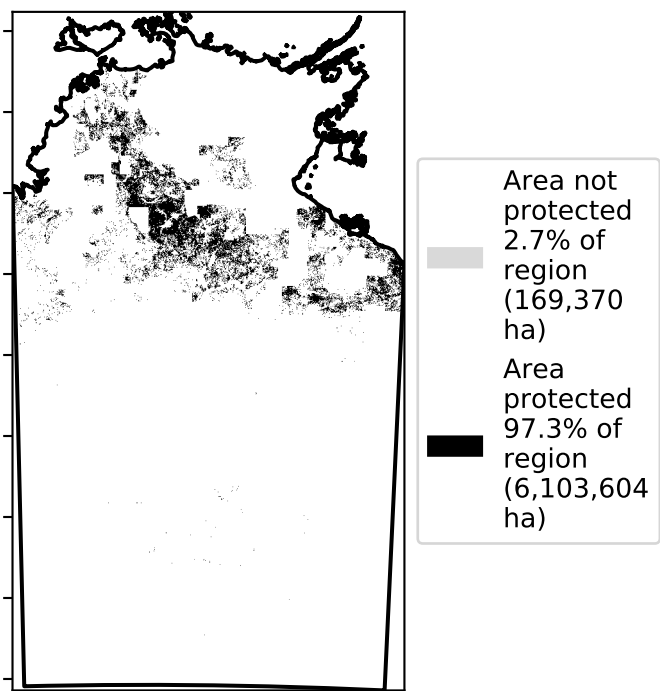 Area not
protected
2.7% of
region
(169,370
ha)
Area
protected
97.3% of
region
(6,103,604
ha)